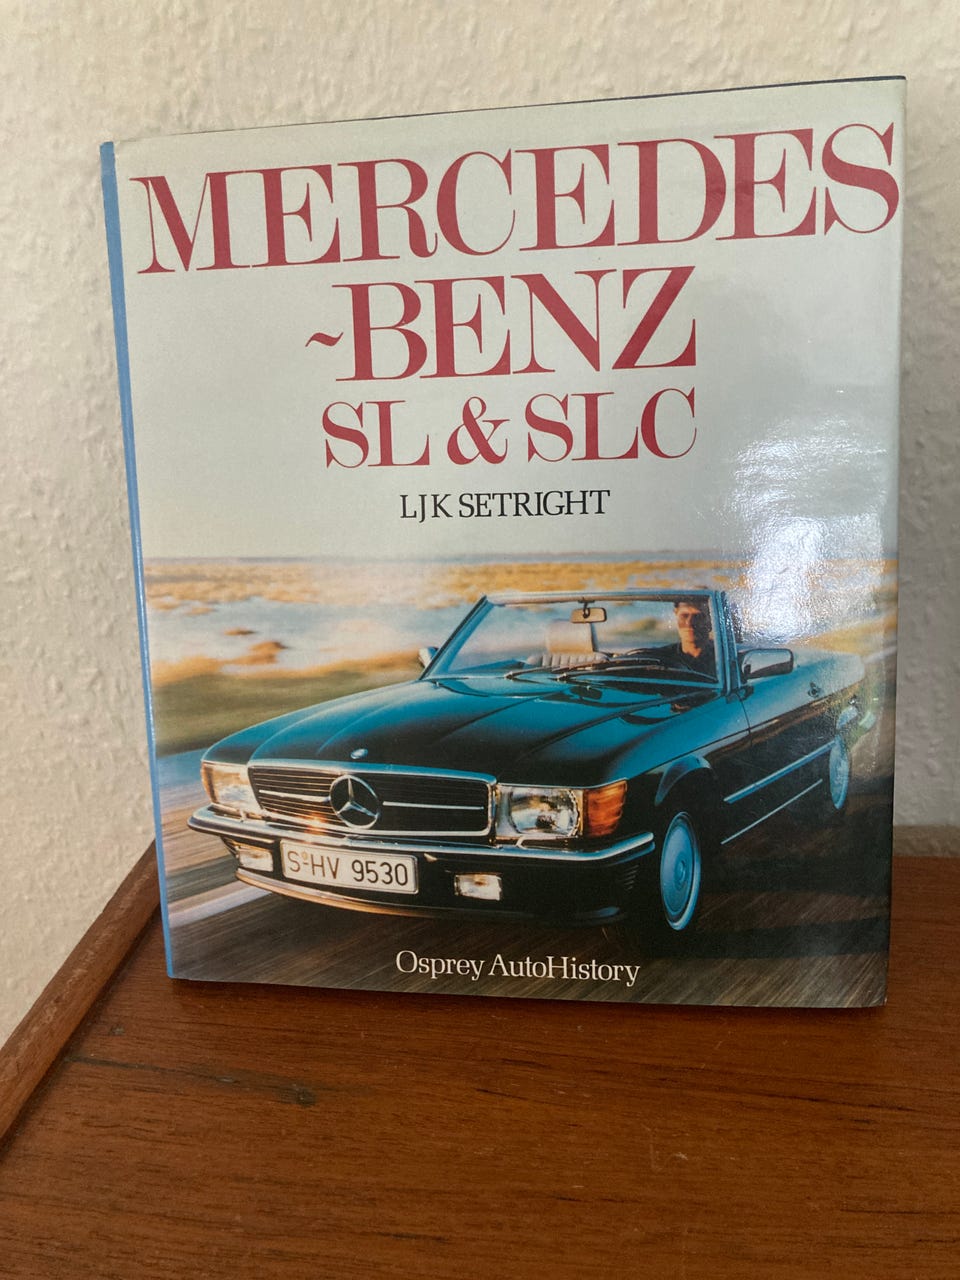 MERCEDES
~BENZ
SL & SLC
LJK SETRIGHT
S-HV 9530
Osprey AutoHistory